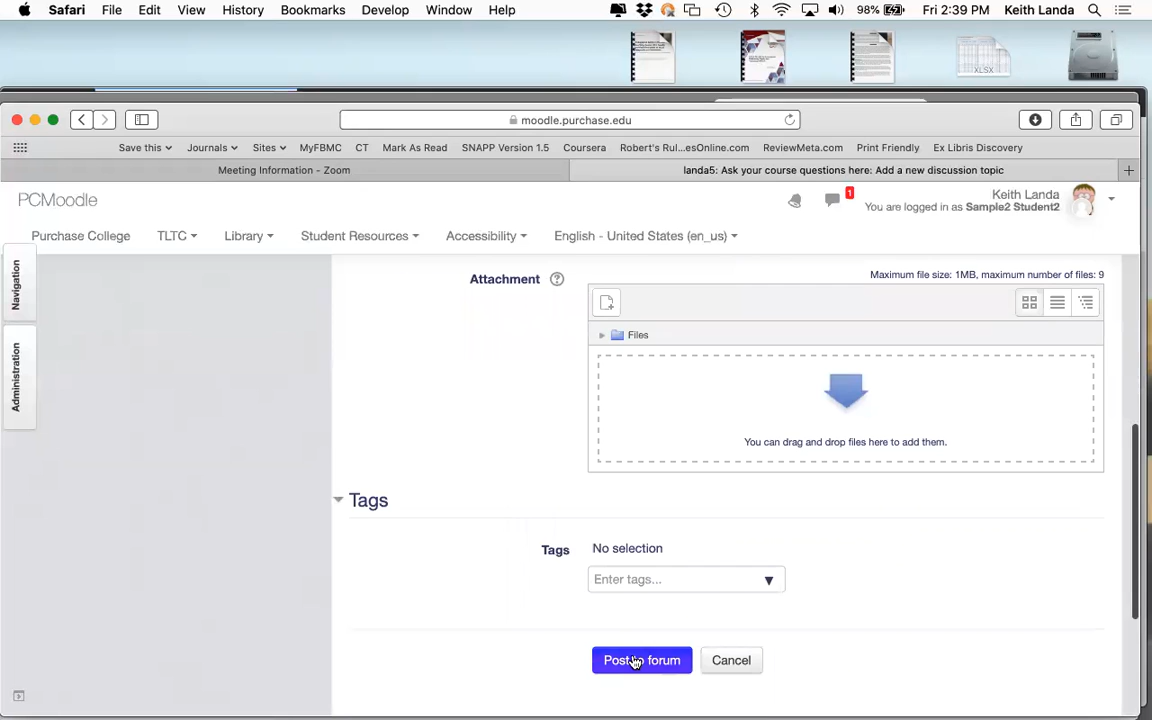 Safari File Edit View History Bookmarks Develop Window Help 98% Fri 2:39 PM Keith Landa
XLSX
moodle.purchase.edu
Save this Journals Sites MyFBMC CT Mark As Read SNAPP Version 1.5 Coursera Robert's Rul...esOnline.com ReviewMeta.com Print Friendly Ex Libris Discovery
Meeting Information - Zoom landa5: Ask your course questions here: Add a new discussion topic
PCMoodle 1 Keith Landa
You are logged in as Sample2 Student2
Purchase College TLTC Library Student Resources Accessibility English - United States (en_us)
Navigation
Administration
Attachment ? Maximum file size: 1MB, maximum number of files: 9
Files
You can drag and drop files here to add them.
Tags
Tags No selection
Enter tags...
Post to forum Cancel